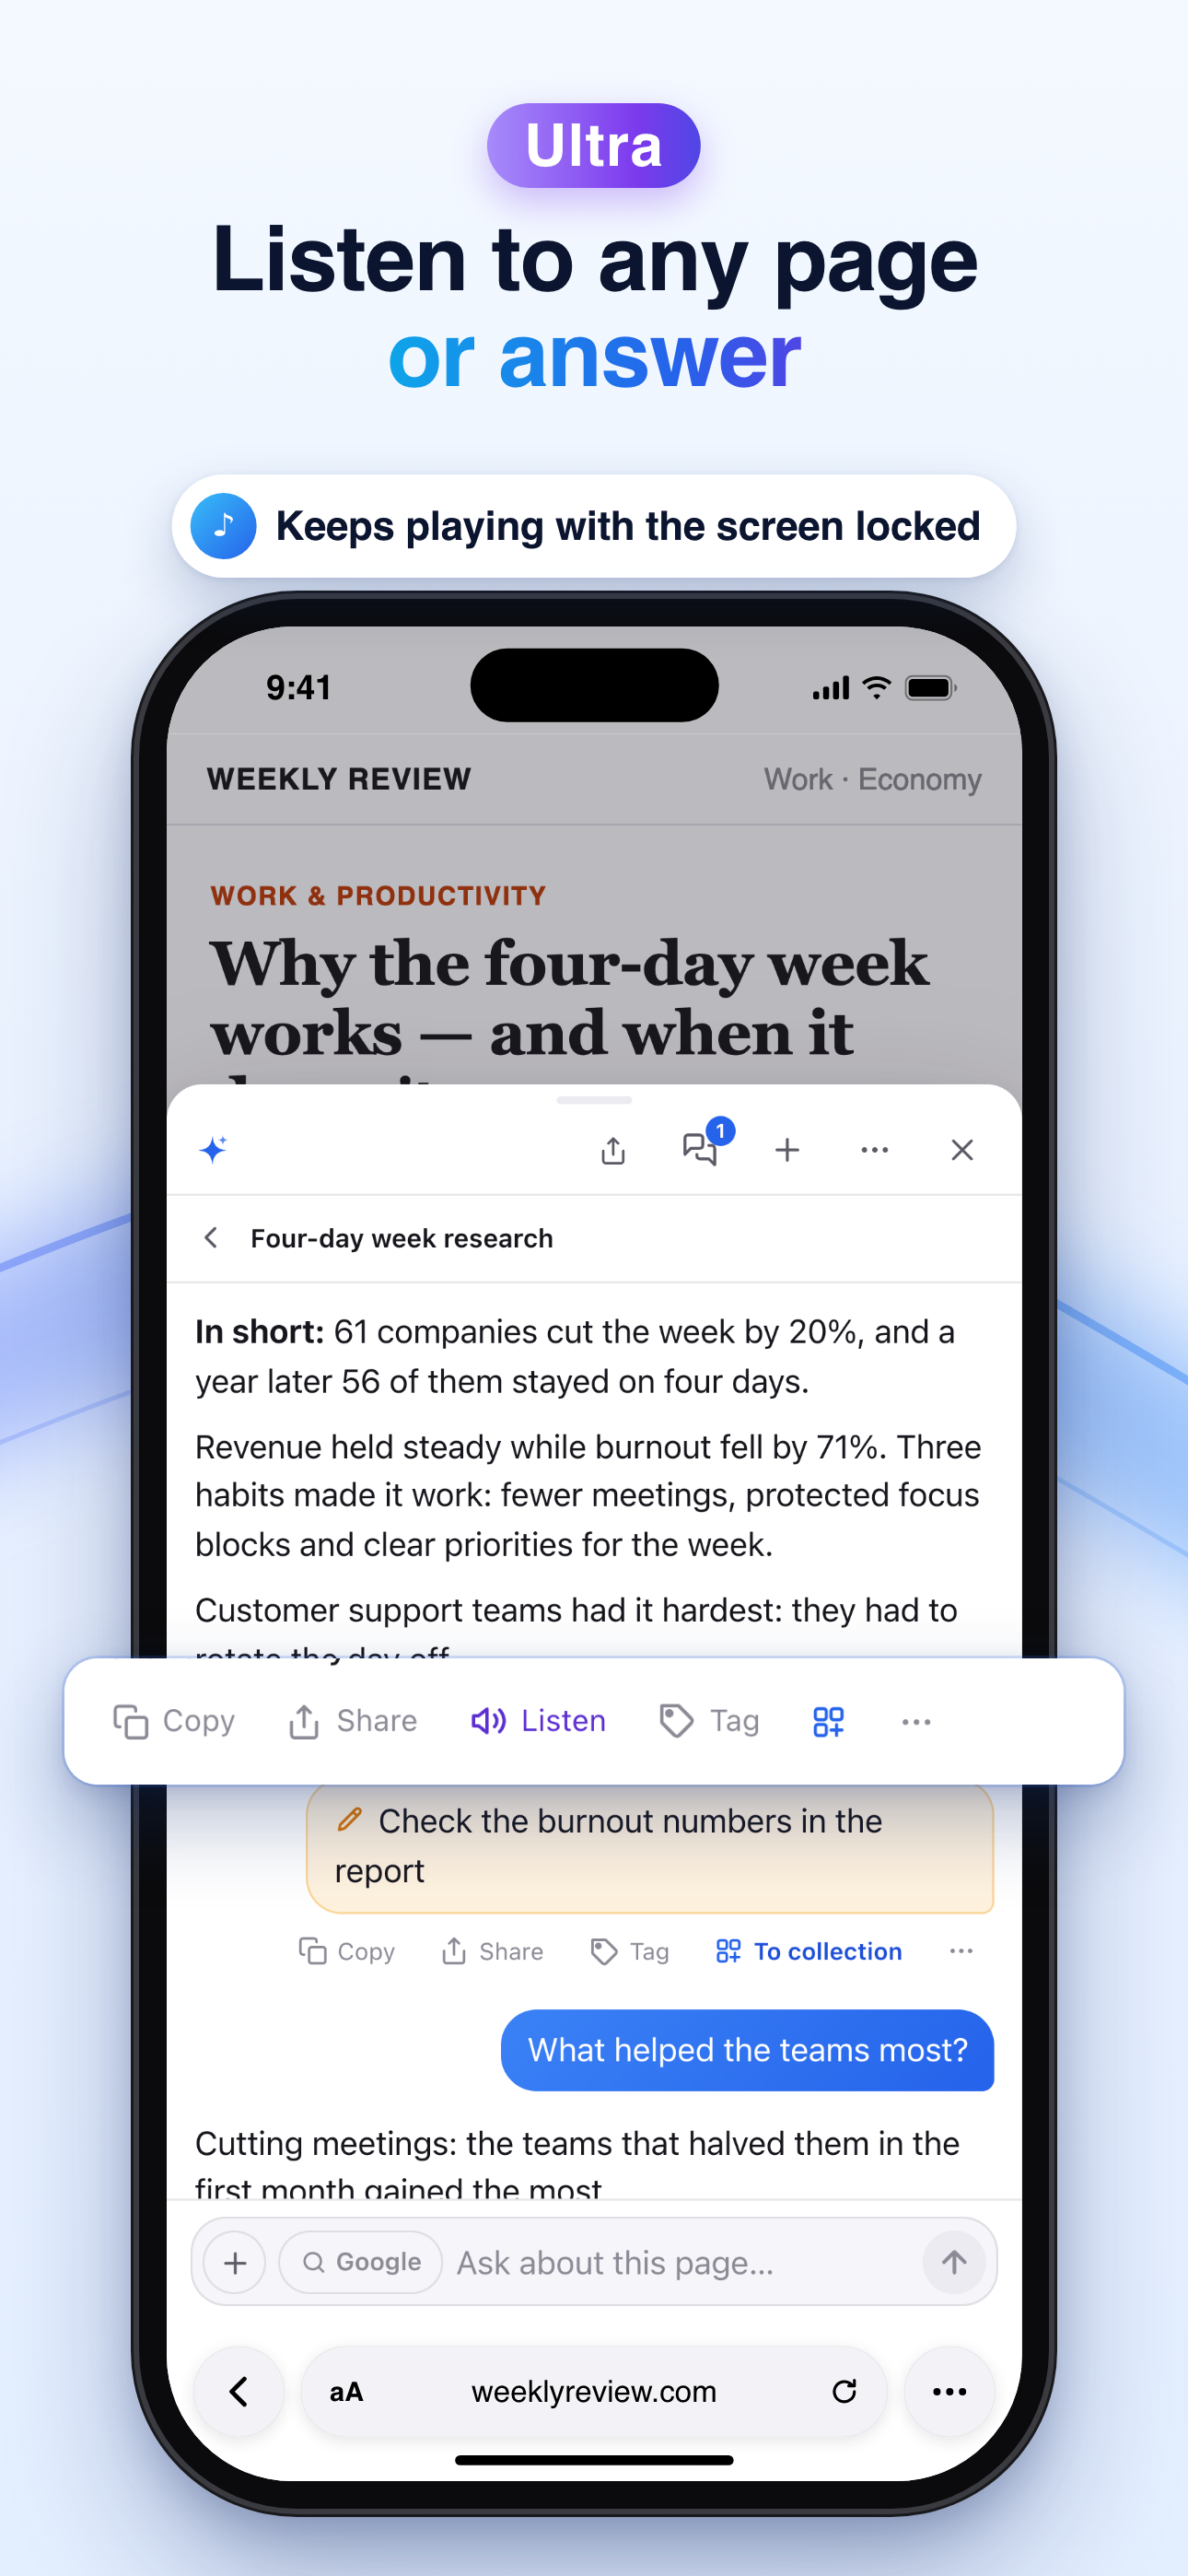 Ultra
Listen to any page
or answer
Keeps playing with the screen locked
9:41
WEEKLY REVIEW
Work · Economy
WORK & PRODUCTIVITY
Why the four-day week
works — and when it
1
Four-day week research
In short: 61 companies cut the week by 20%, and a
year later 56 of them stayed on four days.
Revenue held steady while burnout fell by 71%. Three
habits made it work: fewer meetings, protected focus
blocks and clear priorities for the week.
Customer support teams had it hardest: they had to
rotate the day off
Copy
Share
Listen
Tag
Check the burnout numbers in the
report
Copy
Share
Tag
To collection
What helped the teams most?
Cutting meetings: the teams that halved them in the
first month gained the most
Google
Ask about this page...
aA
weeklyreview.com